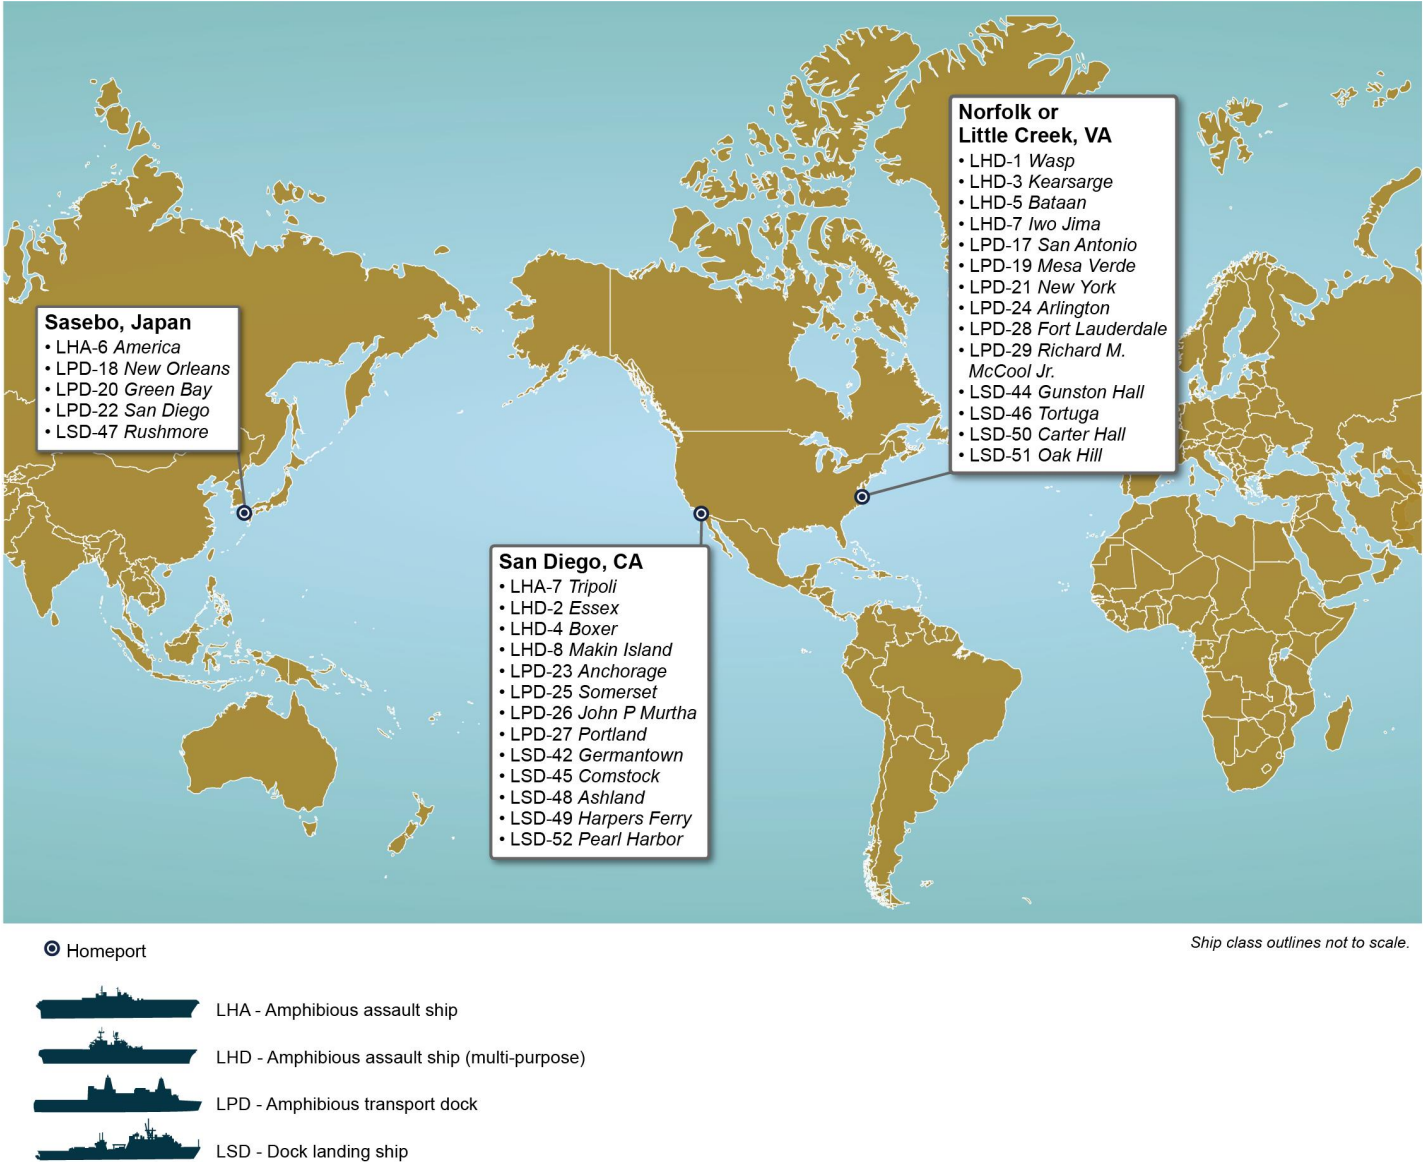 Norfolk or
Little Creek, VA
• LHD-1 Wasp
• LHD-3 Kearsarge
• LHD-5 Bataan
• LHD-7 Iwo Jima
• LPD-17 San Antonio
• LPD-19 Mesa Verde
• LPD-21 New York
• LPD-24 Arlington
• LPD-28 Fort Lauderdale
• LPD-29 Richard M.
McCool Jr.
• LSD-44 Gunston Hall
• LSD-46 Tortuga
• LSD-50 Carter Hall
• LSD-51 Oak Hill
Sasebo, Japan
• LHA-6 America
• LPD-18 New Orleans
• LPD-20 Green Bay
• LPD-22 San Diego
• LSD-47 Rushmore
San Diego, CA
• LHA-7 Tripoli
• LHD-2 Essex
• LHD-4 Boxer
• LHD-8 Makin Island
• LPD-23 Anchorage
• LPD-25 Somerset
• LPD-26 John P Murtha
• LPD-27 Portland
• LSD-42 Germantown
• LSD-45 Comstock
• LSD-48 Ashland
• LSD-49 Harpers Ferry
• LSD-52 Pearl Harbor
Homeport
Ship class outlines not to scale.
LHA - Amphibious assault ship
LHD - Amphibious assault ship (multi-purpose)
LPD - Amphibious transport dock
LSD - Dock landing ship